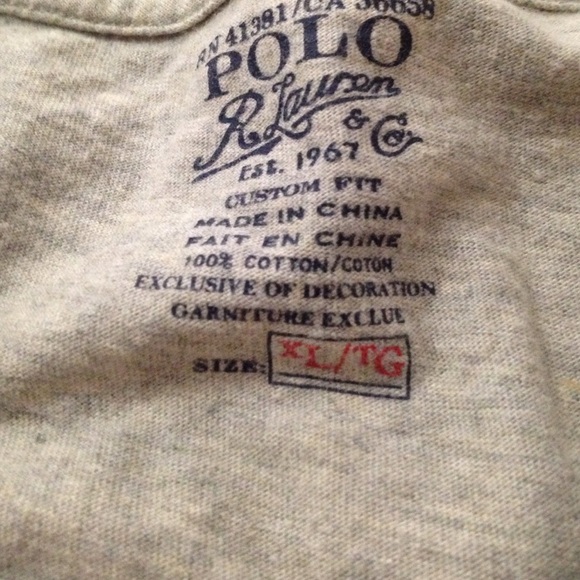 RN 41381/CA 36658
POLO
R Lauren
& Co
EST. 1967
CUSTOM FIT
MADE IN CHINA
FAIT EN CHINE
100% COTTON/COTON
EXCLUSIVE OF DECORATION
GARNITURE EXCLUE
SIZE: XL/TG